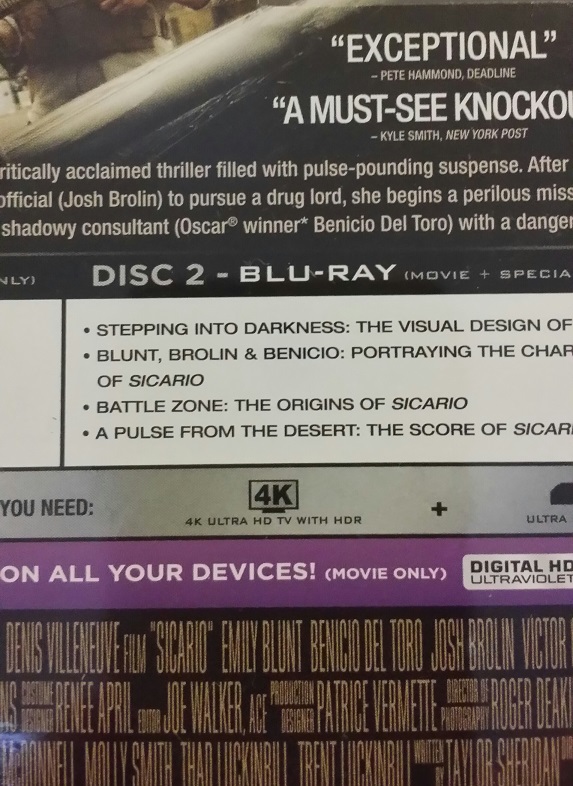 “EXCEPTIONAL”
– PETE HAMMOND, DEADLINE
“A MUST-SEE KNOCKOU
– KYLE SMITH, NEW YORK POST
ritically acclaimed thriller filled with pulse-pounding suspense. After
official (Josh Brolin) to pursue a drug lord, she begins a perilous miss
shadowy consultant (Oscar® winner* Benicio Del Toro) with a danger
NLY) DISC 2 - BLU-RAY (MOVIE + SPECIA
• STEPPING INTO DARKNESS: THE VISUAL DESIGN OF
• BLUNT, BROLIN & BENICIO: PORTRAYING THE CHAR
OF SICARIO
• BATTLE ZONE: THE ORIGINS OF SICARIO
• A PULSE FROM THE DESERT: THE SCORE OF SICARI
YOU NEED: 4K +
4K ULTRA HD TV WITH HDR ULTRA
ON ALL YOUR DEVICES! (MOVIE ONLY) DIGITAL HD
ULTRAVIOLET
DENIS VILLENEUVE FILM "SICARIO" EMILY BLUNT BENICIO DEL TORO JOSH BROLIN VICTOR
NS COSTUME DESIGNER RENÉE APRIL EDITOR JOE WALKER, ACE PRODUCTION DESIGNER PATRICE VERMETTE DIRECTOR OF PHOTOGRAPHY ROGER DEAK
DONNELL MOLLY SMITH THAD LUCKINBILL TRENT LUCKINBILL WRITTEN BY TAYLOR SHERIDAN